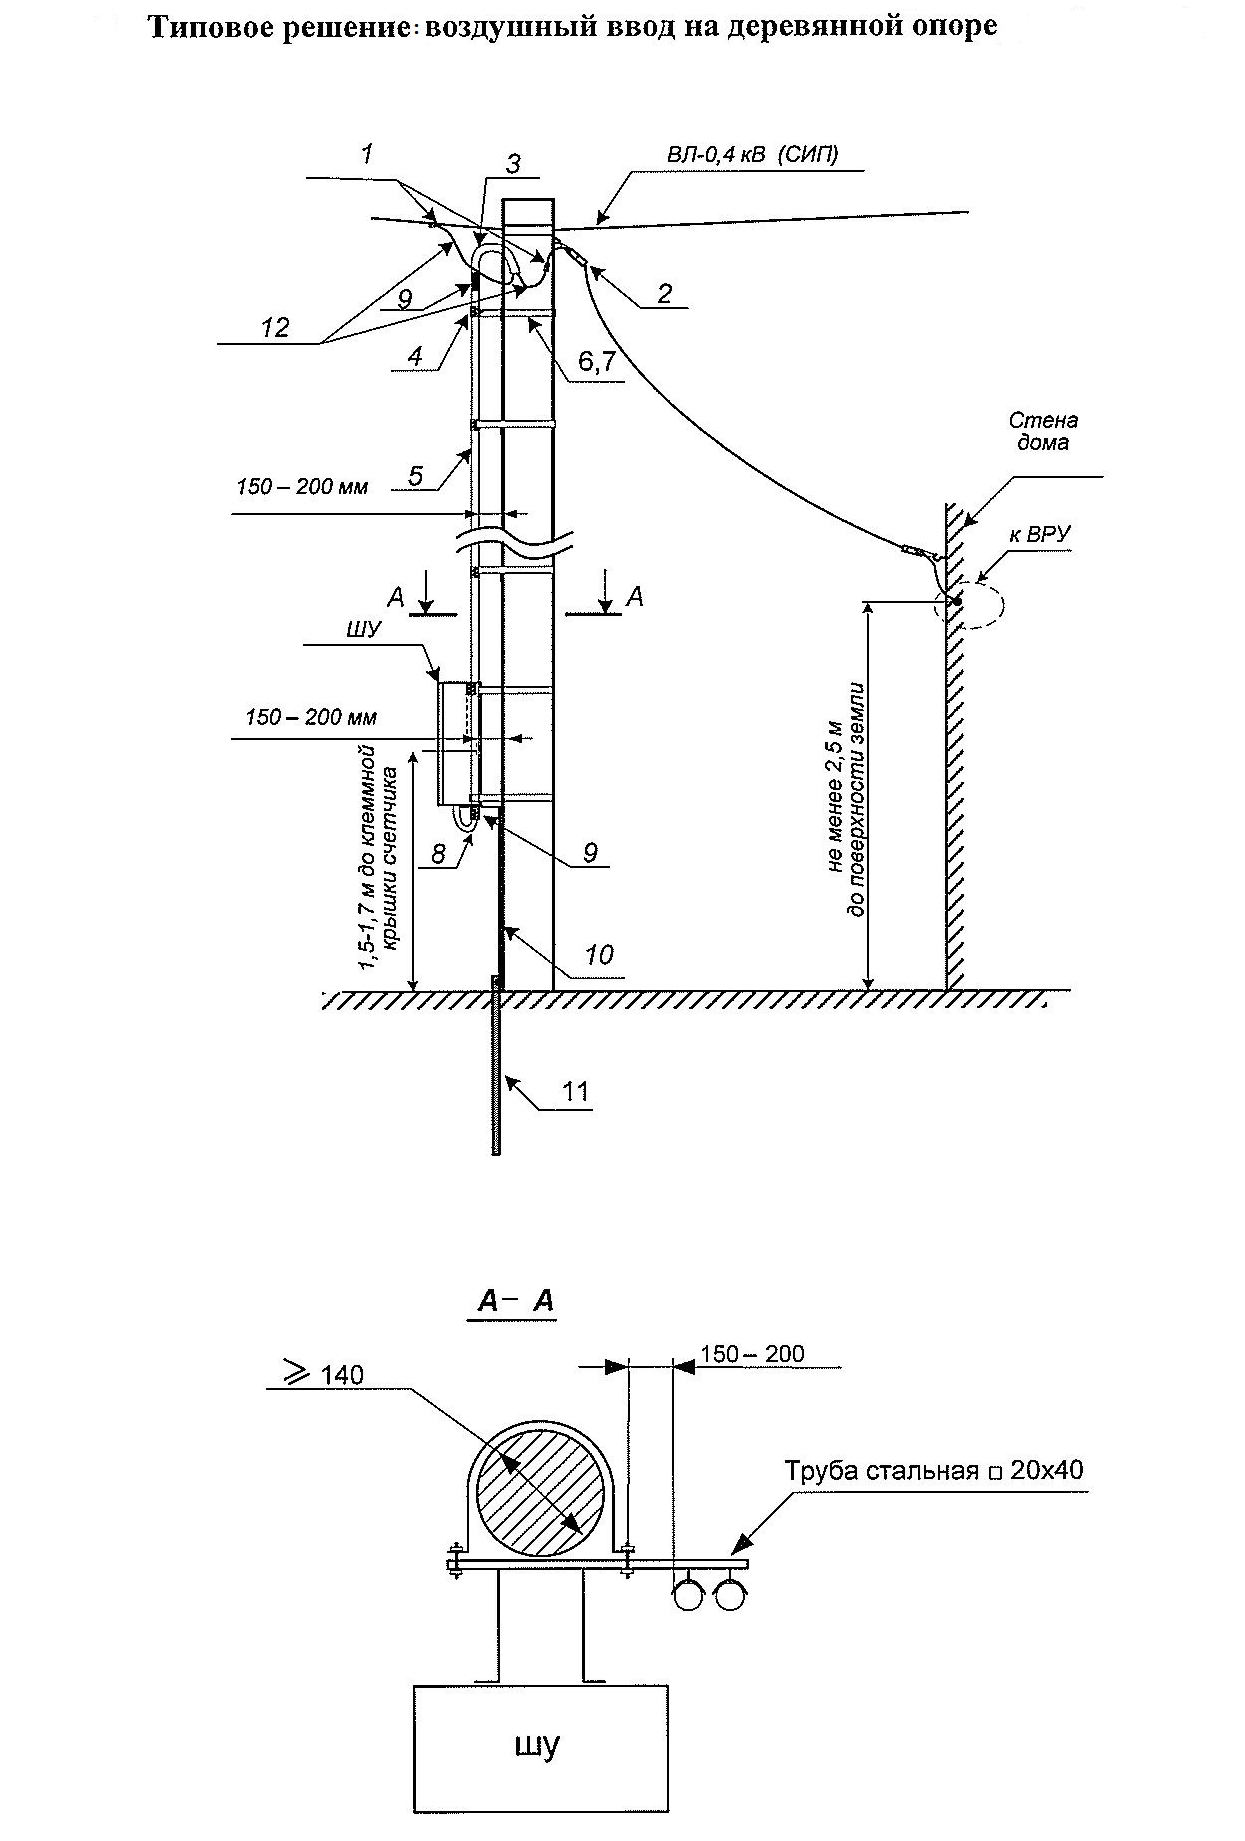 Типовое решение: воздушный ввод на деревянной опоре
1
3
ВЛ-0,4 кВ (СИП)
9
2
12
4
6,7
Стена
дома
5
150 – 200 мм
к ВРУ
А
А
ШУ
150 – 200 мм
1,5-1,7 м до клеммной
крышки счетчика
не менее 2,5 м
до поверхности земли
8
9
10
11
А – А
150 – 200
⩾ 140
Труба стальная □ 20х40
шу